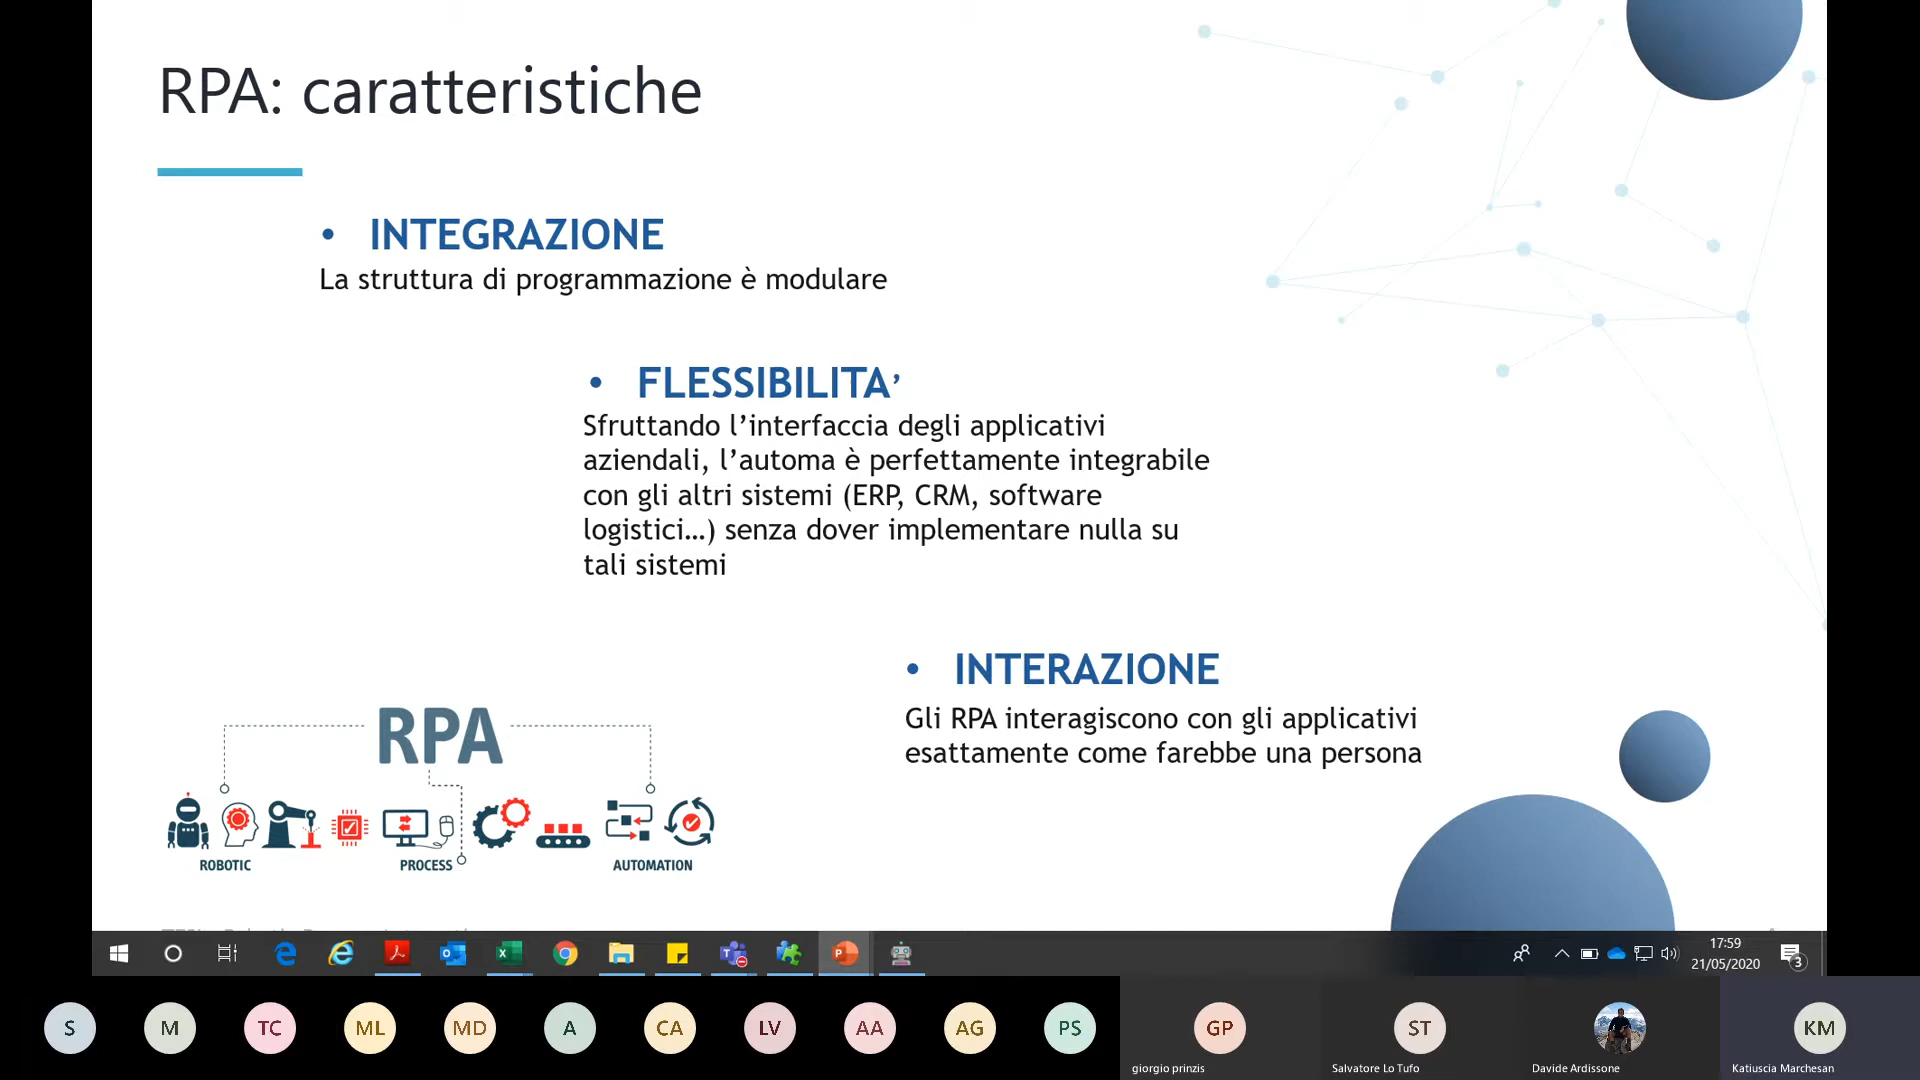 RPA: caratteristiche
• INTEGRAZIONE
La struttura di programmazione è modulare
• FLESSIBILITA’
Sfruttando l’interfaccia degli applicativi
aziendali, l’automa è perfettamente integrabile
con gli altri sistemi (ERP, CRM, software
logistici…) senza dover implementare nulla su
tali sistemi
• INTERAZIONE
Gli RPA interagiscono con gli applicativi
esattamente come farebbe una persona
RPA
ROBOTIC PROCESS AUTOMATION
17:59
21/05/2020
3
S M TC ML MD A CA LV AA AG PS GP ST KM
giorgio prinzis Salvatore Lo Tufo Davide Ardissone Katiuscia Marchesan